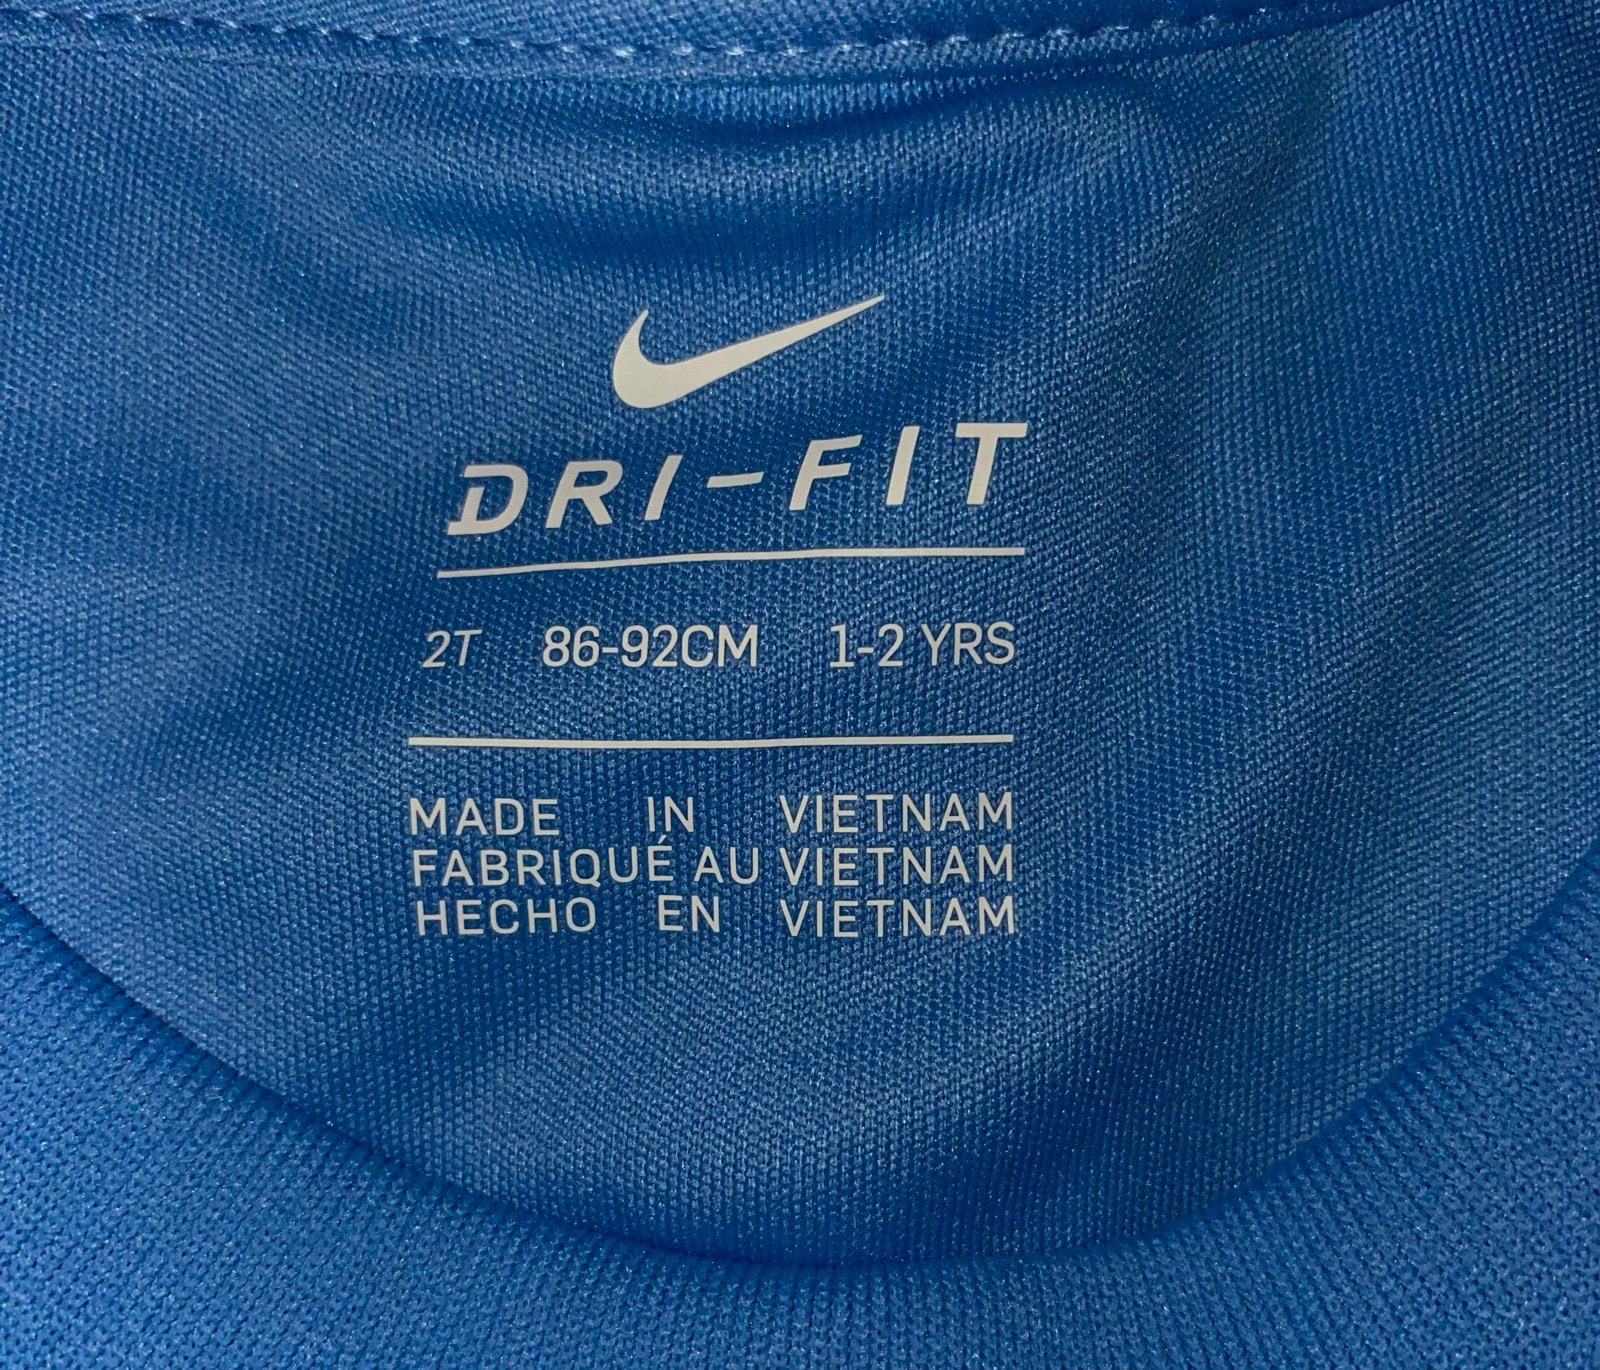 DRI-FIT
2T 86-92CM 1-2 YRS
MADE IN VIETNAM
FABRIQUÉ AU VIETNAM
HECHO EN VIETNAM